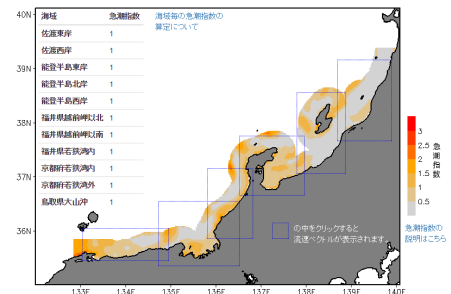 海域 急潮指数
佐渡東岸 1
佐渡西岸 1
能登半島東岸 1
能登半島北岸 1
能登半島西岸 1
福井県越前岬以北 1
福井県越前岬以南 1
福井県若狭湾内 1
京都府若狭湾内 1
京都府若狭湾外 1
鳥取県大山沖 1
海域毎の急潮指数の
算定について
40N
39N
38N
37N
36N
133E 134E 135E 136E 137E 138E 139E 140E
3
2.5
2
1.5
1
0.5
急潮指数
急潮指数の
説明はこちら
の中をクリックすると
流速ベクトルが表示されます。